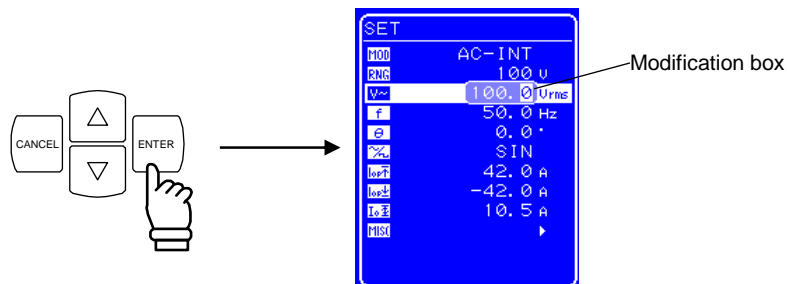 CANCEL
ENTER
SET
MOD AC-INT
RNG 100 V
V~ 100.0 Vrms
f 50.0 Hz
θ 0.0 °
SIN
42.0 A
-42.0 A
10.5 A
MISC
Modification box